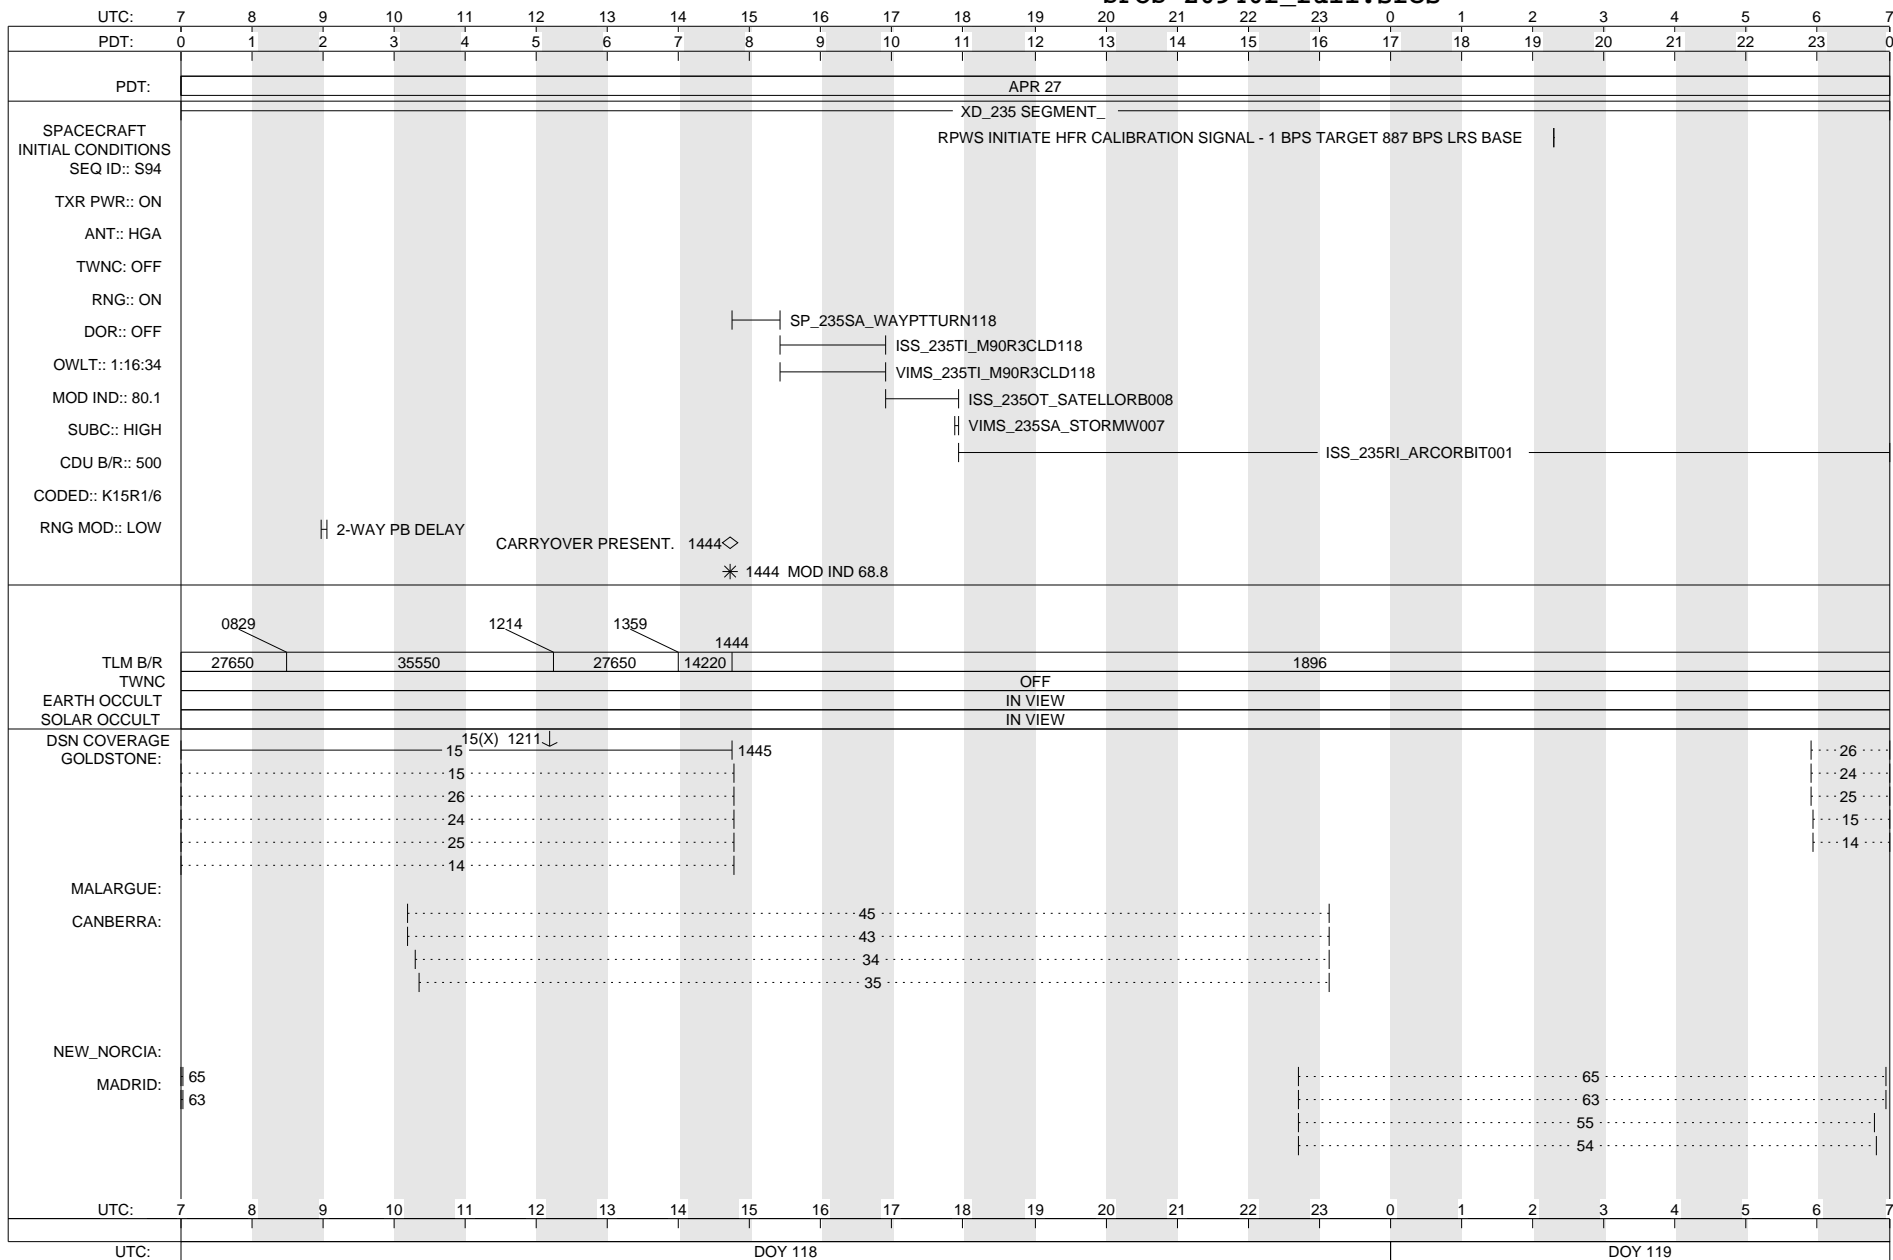 UTC: 7 8 9 10 11 12 13 14 15 16 17 18 19 20 21 22 23 0 1 2 3 4 5 6 7
PDT: 0 1 2 3 4 5 6 7 8 9 10 11 12 13 14 15 16 17 18 19 20 21 22 23 0
PDT: APR 27
XD_235 SEGMENT_
SPACECRAFT
INITIAL CONDITIONS
RPWS INITIATE HFR CALIBRATION SIGNAL - 1 BPS TARGET 887 BPS LRS BASE
SEQ ID:: S94
TXR PWR:: ON
ANT:: HGA
TWNC: OFF
RNG:: ON
SP_235SA_WAYPTTURN118
DOR:: OFF
ISS_235TI_M90R3CLD118
OWLT:: 1:16:34
VIMS_235TI_M90R3CLD118
MOD IND:: 80.1
ISS_235OT_SATELLORB008
SUBC:: HIGH
VIMS_235SA_STORMW007
ISS_235RI_ARCORBIT001
CDU B/R:: 500
CODED:: K15R1/6
RNG MOD:: LOW
2-WAY PB DELAY
CARRYOVER PRESENT. 1444
1444 MOD IND 68.8
0829 1214 1359
1444
TLM B/R 27650 35550 27650 14220 1896
TWNC OFF
EARTH OCCULT IN VIEW
SOLAR OCCULT IN VIEW
DSN COVERAGE
15(X) 1211
GOLDSTONE: 15 1445 26
15 24
26 25
24 15
25 14
14
MALARGUE:
CANBERRA: 45
43
34
35
NEW_NORCIA:
MADRID: 65 65
63 63
55
54
UTC: 7 8 9 10 11 12 13 14 15 16 17 18 19 20 21 22 23 0 1 2 3 4 5 6 7
UTC: DOY 118 DOY 119